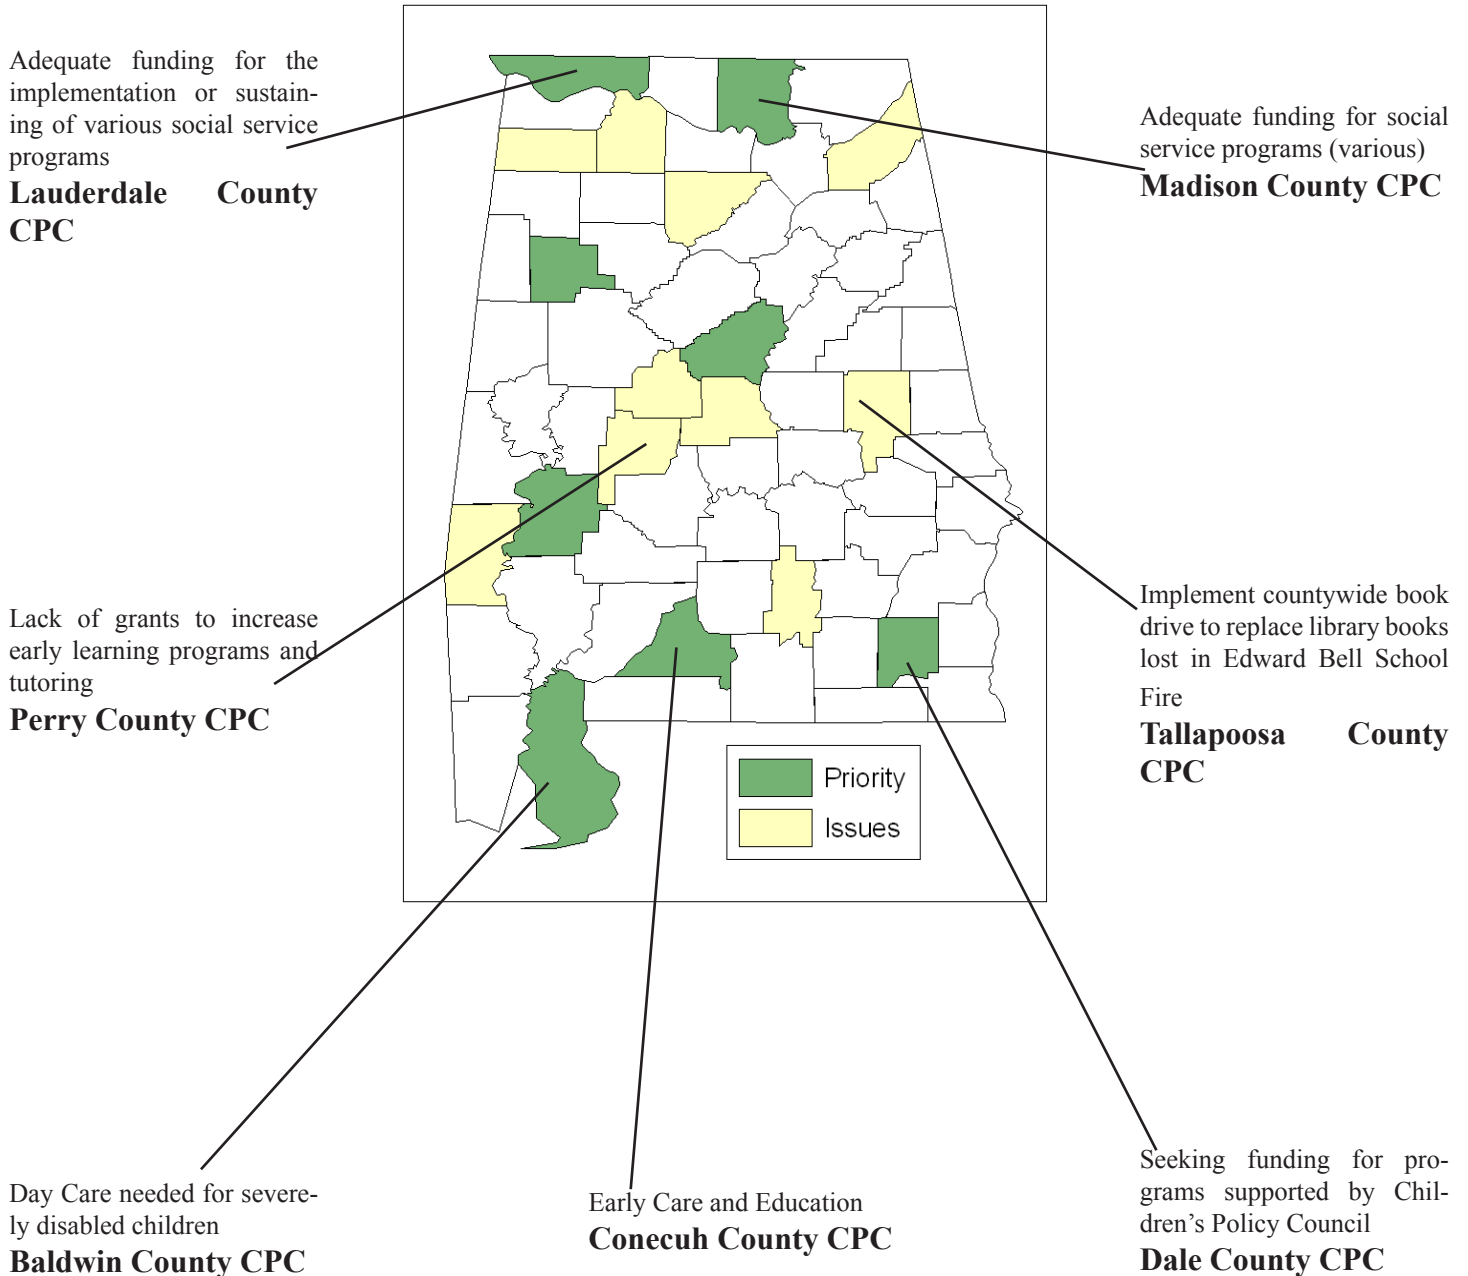 Adequate funding for the
implementation or sustain-
ing of various social service
programs
Lauderdale County
CPC
Adequate funding for social
service programs (various)
Madison County CPC
Lack of grants to increase
early learning programs and
tutoring
Perry County CPC
Implement countywide book
drive to replace library books
lost in Edward Bell School
Fire
Tallapoosa County
CPC
Priority
Issues
Day Care needed for severe-
ly disabled children
Baldwin County CPC
Early Care and Education
Conecuh County CPC
Seeking funding for pro-
grams supported by Chil-
dren’s Policy Council
Dale County CPC